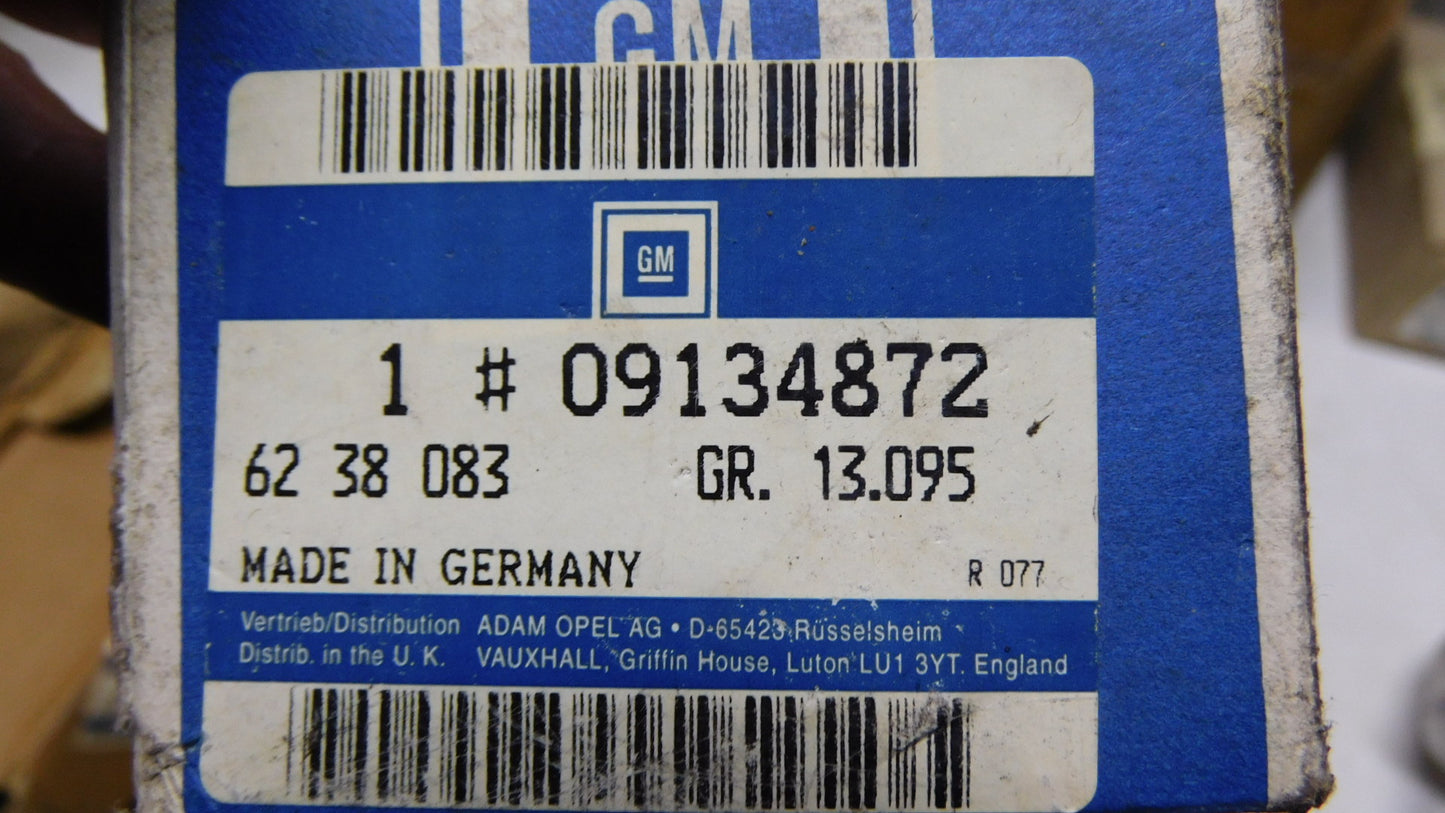 GM
GM
1 # 09134872
62 38 083 GR. 13.095
MADE IN GERMANY R 077
Vertrieb/Distribution ADAM OPEL AG • D-65423 Rüsselsheim
Distrib. in the U. K. VAUXHALL, Griffin House, Luton LU1 3YT. England